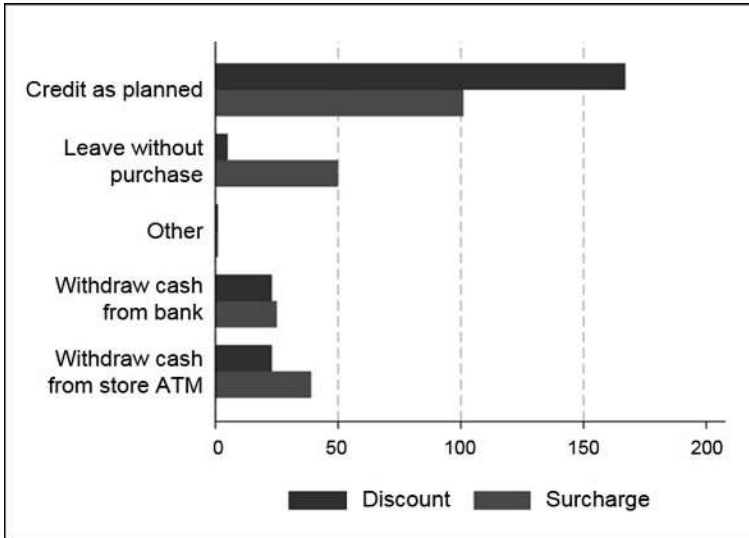 Credit as planned
Leave without
purchase
Other
Withdraw cash
from bank
Withdraw cash
from store ATM
0 50 100 150 200
Discount Surcharge